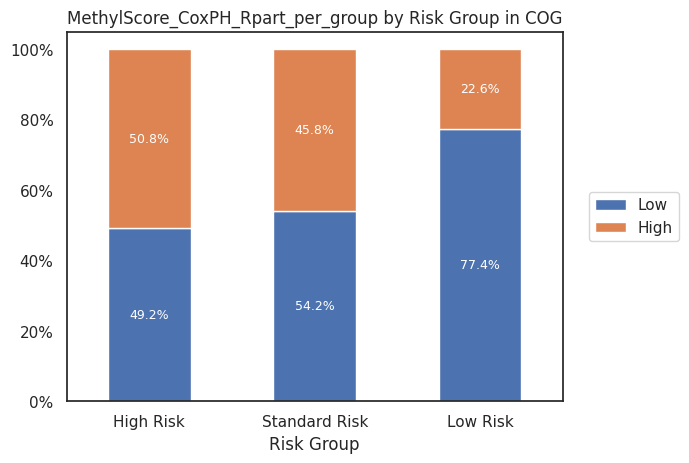 MethylScore_CoxPH_Rpart_per_group by Risk Group in COG
100%
80%
60%
40%
20%
0%
50.8%
49.2%
45.8%
54.2%
22.6%
77.4%
High Risk
Standard Risk
Low Risk
Risk Group
Low
High